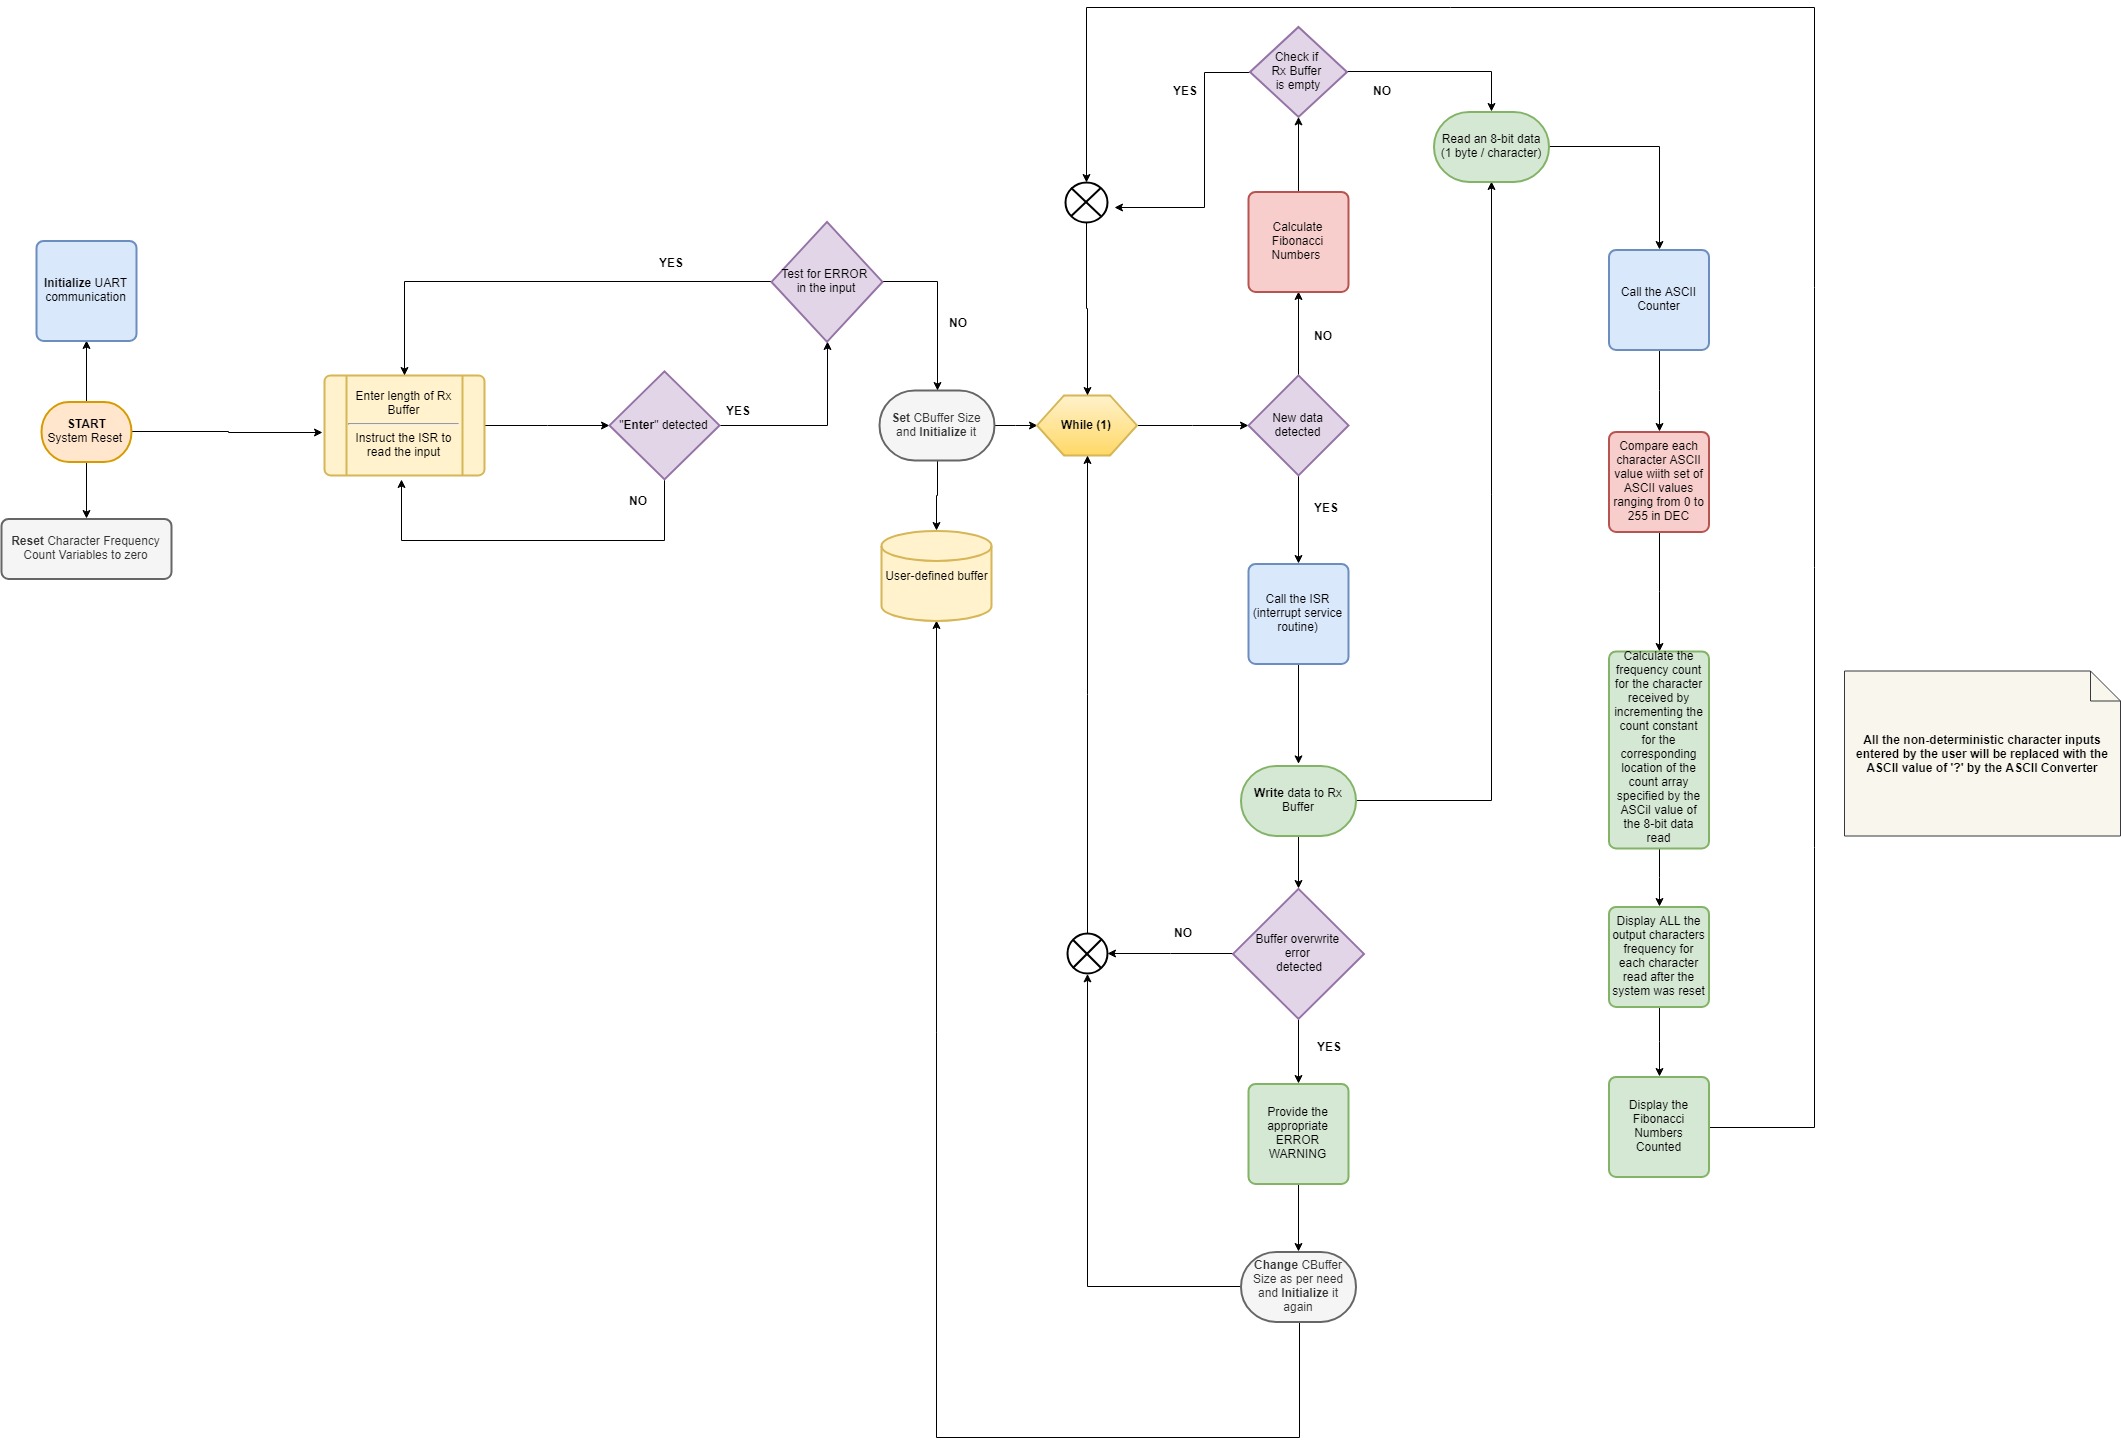 Initialize UART
communication
START
System Reset
Reset Character Frequency
Count Variables to zero
Enter length of Rx
Buffer
Instruct the ISR to
read the input
"Enter" detected
YES
NO
Test for ERROR
in the input
YES
NO
Set CBuffer Size
and Initialize it
User-defined buffer
While (1)
New data
detected
NO
YES
Calculate
Fibonacci
Numbers
Check if
Rx Buffer
is empty
YES
NO
Read an 8-bit data
(1 byte / character)
Call the ISR
(interrupt service
routine)
Write data to Rx
Buffer
Buffer overwrite
error
detected
NO
YES
Provide the
appropriate
ERROR
WARNING
Change CBuffer
Size as per need
and Initialize it
again
Call the ASCII
Counter
Compare each
character ASCII
value wiith set of
ASCII values
ranging from 0 to
255 in DEC
Calculate the
frequency count
for the character
received by
incrementing the
count constant
for the
corresponding
location of the
count array
specified by the
ASCiI value of
the 8-bit data
read
Display ALL the
output characters
frequency for
each character
read after the
system was reset
Display the
Fibonacci
Numbers
Counted
All the non-deterministic character inputs
entered by the user will be replaced with the
ASCII value of '?' by the ASCII Converter